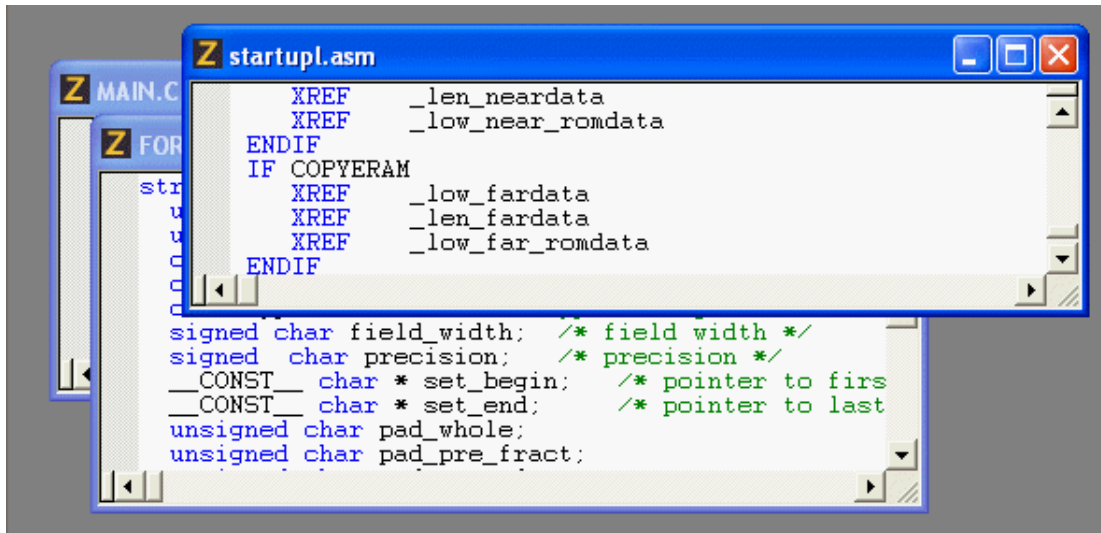 Z startupl.asm
XREF _len_neardata
XREF _low_near_romdata
ENDIF
IF COPYERAM
XREF _low_fardata
XREF _len_fardata
XREF _low_far_romdata
ENDIF
Z MAIN.C
Z FOR
str
signed char field_width; /* field width */
signed char precision; /* precision */
__CONST__ char * set_begin; /* pointer to firs
__CONST__ char * set_end; /* pointer to last
unsigned char pad_whole;
unsigned char pad_pre_fract;